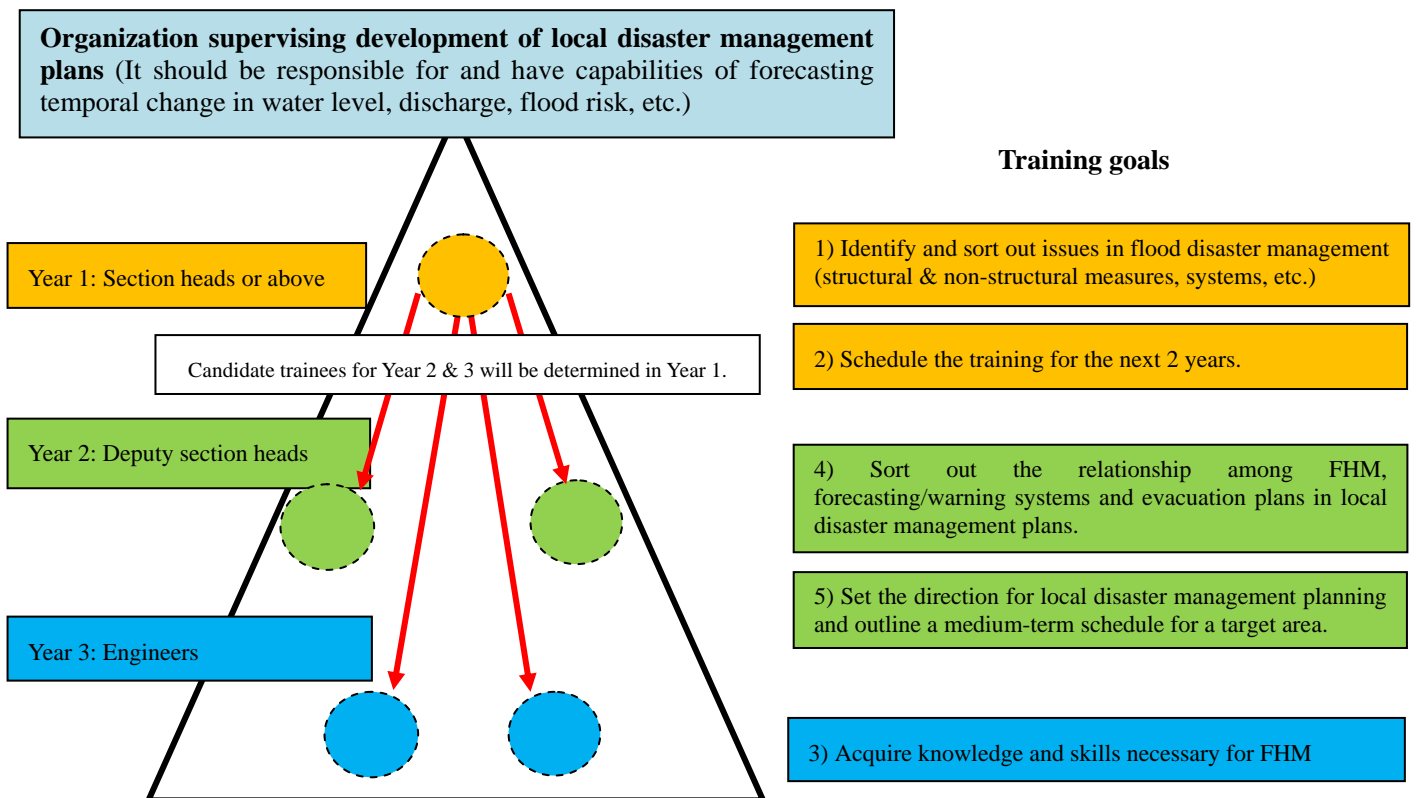 Organization supervising development of local disaster management
plans (It should be responsible for and have capabilities of forecasting
temporal change in water level, discharge, flood risk, etc.)
Training goals
Year 1: Section heads or above
1) Identify and sort out issues in flood disaster management
(structural & non-structural measures, systems, etc.)
Candidate trainees for Year 2 & 3 will be determined in Year 1.
2) Schedule the training for the next 2 years.
Year 2: Deputy section heads
4) Sort out the relationship among FHM,
forecasting/warning systems and evacuation plans in local
disaster management plans.
5) Set the direction for local disaster management planning
and outline a medium-term schedule for a target area.
Year 3: Engineers
3) Acquire knowledge and skills necessary for FHM